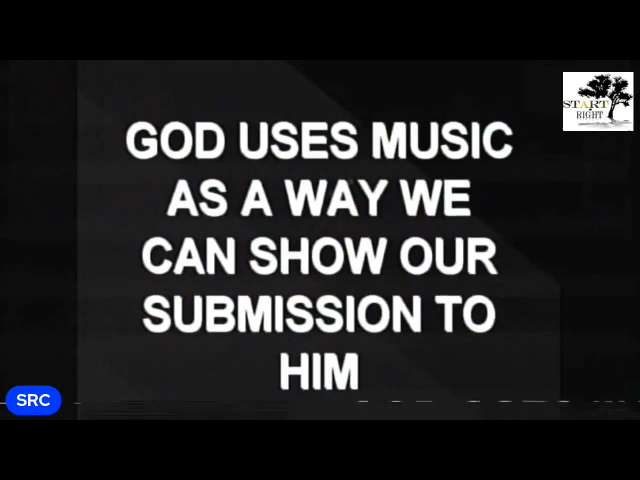 START
RIGHT
GOD USES MUSIC
AS A WAY WE
CAN SHOW OUR
SUBMISSION TO
HIM
SRC